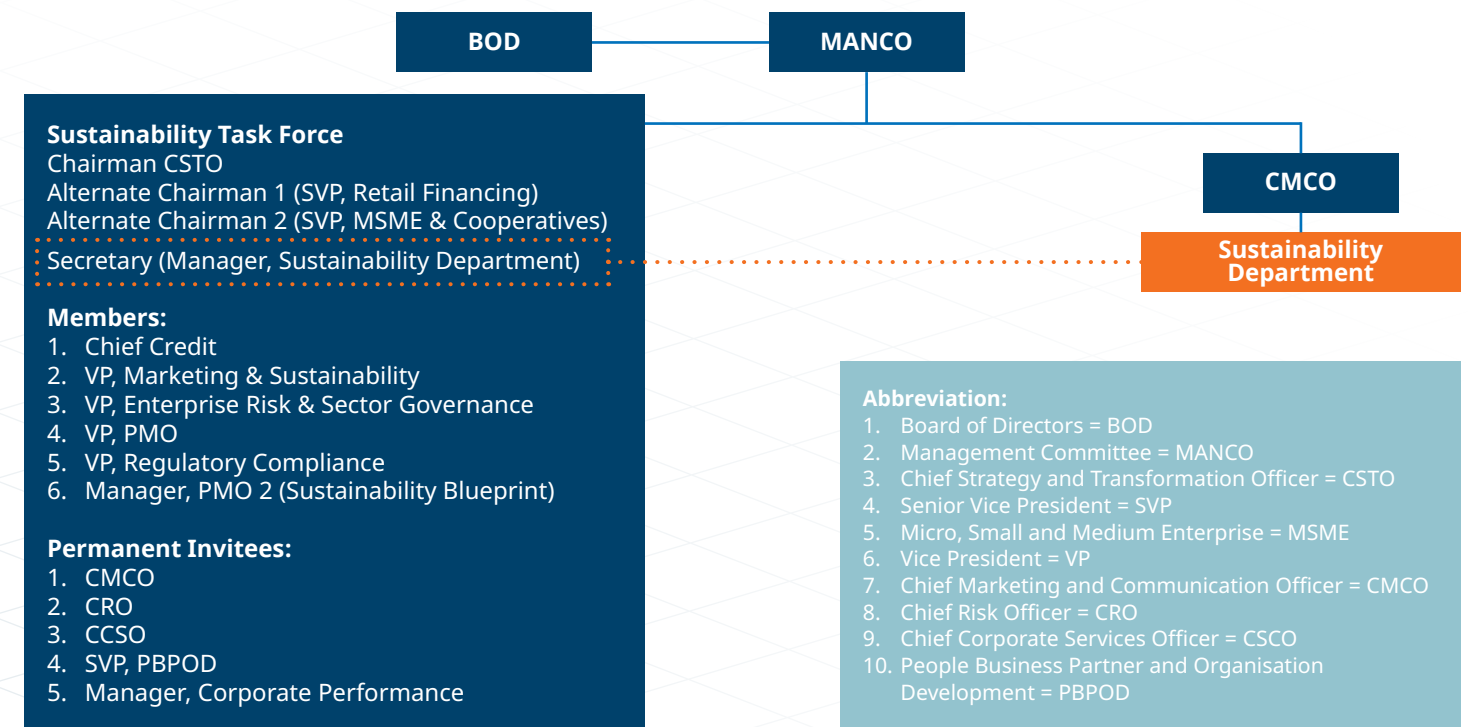 BOD
MANCO
Sustainability Task Force
Chairman CSTO
Alternate Chairman 1 (SVP, Retail Financing)
Alternate Chairman 2 (SVP, MSME & Cooperatives)
Secretary (Manager, Sustainability Department)
Members:
1. Chief Credit
2. VP, Marketing & Sustainability
3. VP, Enterprise Risk & Sector Governance
4. VP, PMO
5. VP, Regulatory Compliance
6. Manager, PMO 2 (Sustainability Blueprint)
Permanent Invitees:
1. CMCO
2. CRO
3. CCSO
4. SVP, PBPOD
5. Manager, Corporate Performance
CMCO
Sustainability
Department
Abbreviation:
1. Board of Directors = BOD
2. Management Committee = MANCO
3. Chief Strategy and Transformation Officer = CSTO
4. Senior Vice President = SVP
5. Micro, Small and Medium Enterprise = MSME
6. Vice President = VP
7. Chief Marketing and Communication Officer = CMCO
8. Chief Risk Officer = CRO
9. Chief Corporate Services Officer = CSCO
10. People Business Partner and Organisation
Development = PBPOD